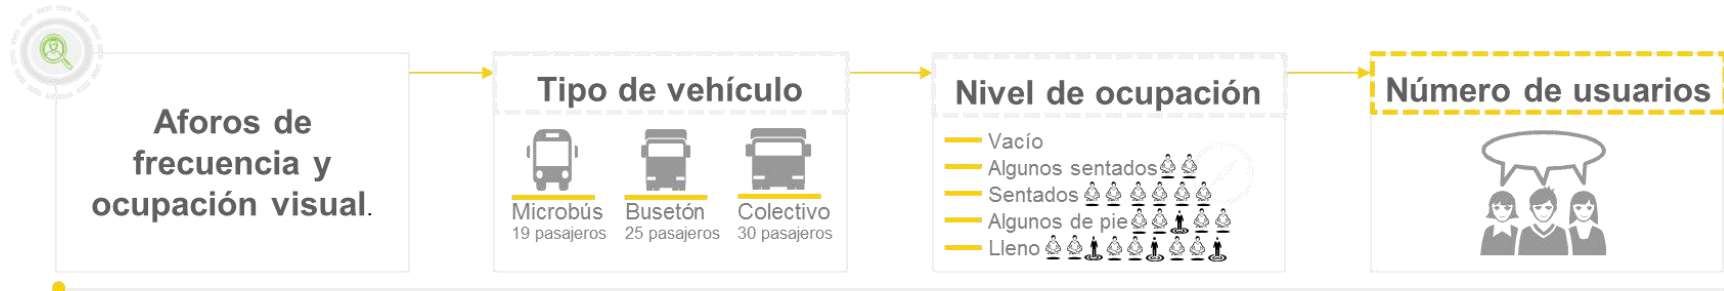 Aforos de
frecuencia y
ocupación visual.
Tipo de vehículo
Microbús
19 pasajeros
Busetón
25 pasajeros
Colectivo
30 pasajeros
Nivel de ocupación
Vacío
Algunos sentados
Sentados
Algunos de pie
Lleno
Número de usuarios